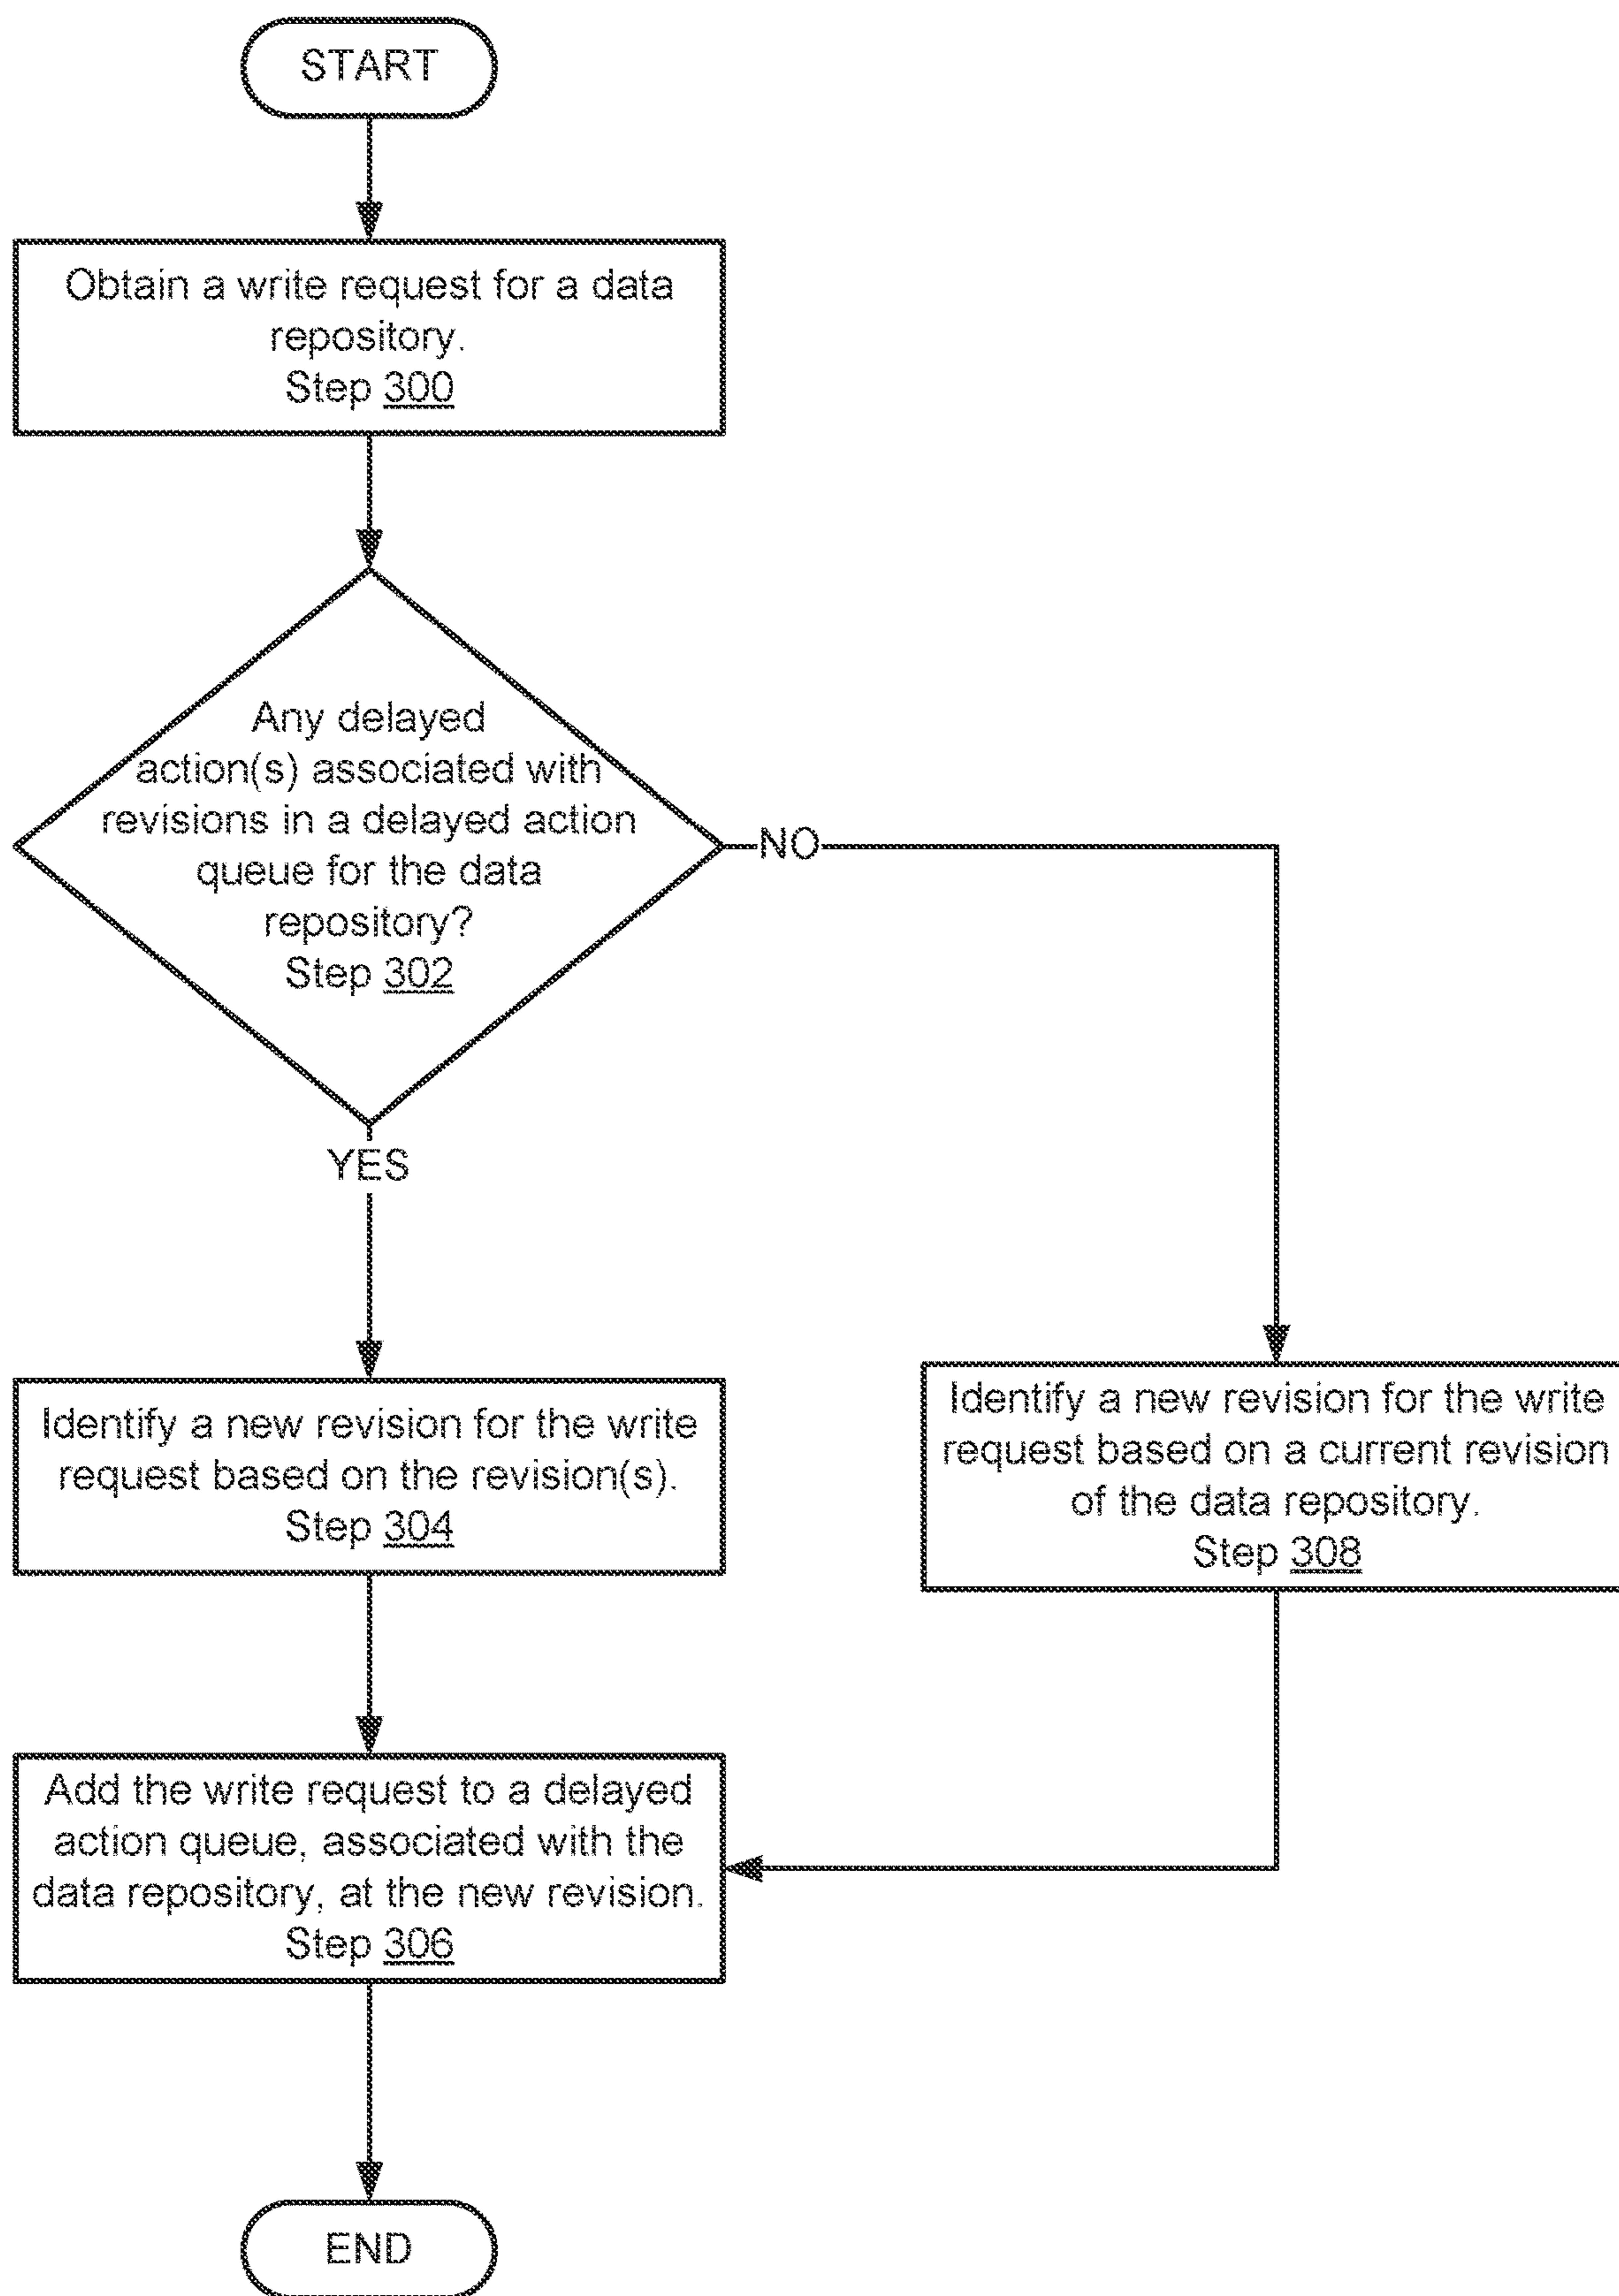 START
Obtain a write request for a data
repository.
Step 300
Any delayed
action(s) associated with
revisions in a delayed action
queue for the data
repository?
Step 302
NO
YES
Identify a new revision for the write
request based on the revision(s).
Step 304
Identify a new revision for the write
request based on a current revision
of the data repository.
Step 308
Add the write request to a delayed
action queue, associated with the
data repository, at the new revision.
Step 306
END